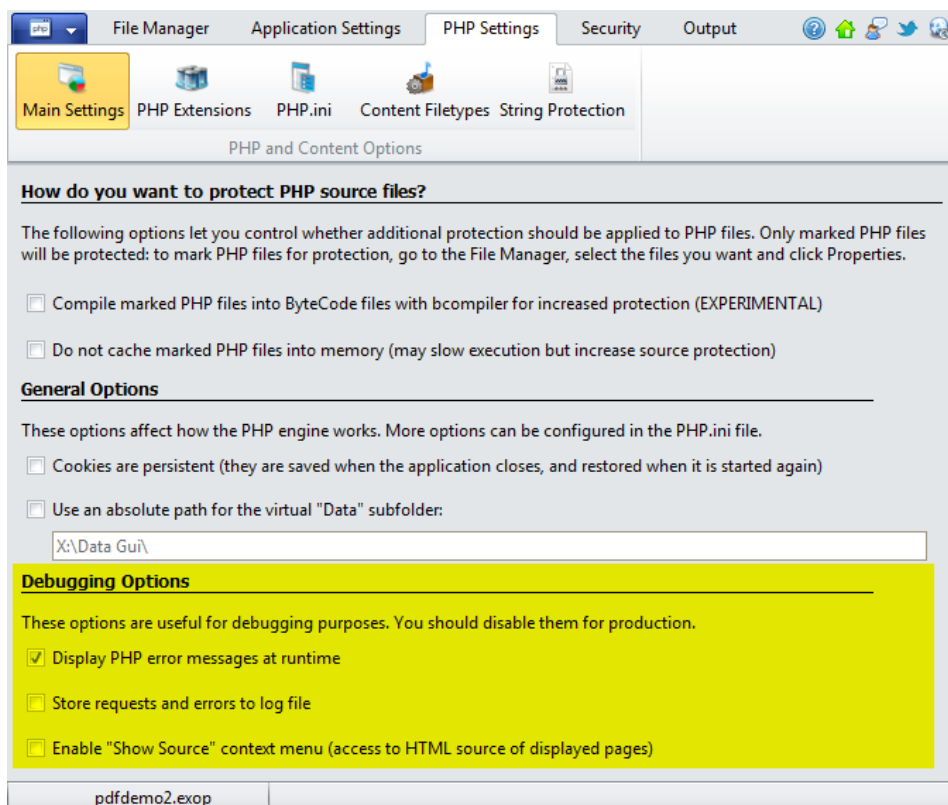 php
File Manager Application Settings PHP Settings Security Output
Main Settings PHP Extensions PHP.ini Content Filetypes String Protection
PHP and Content Options
How do you want to protect PHP source files?
The following options let you control whether additional protection should be applied to PHP files. Only marked PHP files
will be protected: to mark PHP files for protection, go to the File Manager, select the files you want and click Properties.
Compile marked PHP files into ByteCode files with bcompiler for increased protection (EXPERIMENTAL)
Do not cache marked PHP files into memory (may slow execution but increase source protection)
General Options
These options affect how the PHP engine works. More options can be configured in the PHP.ini file.
Cookies are persistent (they are saved when the application closes, and restored when it is started again)
Use an absolute path for the virtual "Data" subfolder:
X:\Data Gui\
Debugging Options
These options are useful for debugging purposes. You should disable them for production.
Display PHP error messages at runtime
Store requests and errors to log file
Enable "Show Source" context menu (access to HTML source of displayed pages)
pdfdemo2.exop